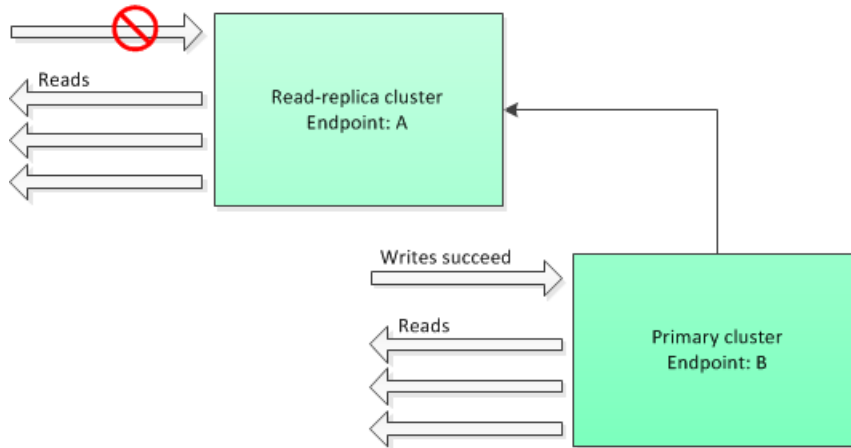 Reads
Read-replica cluster
Endpoint: A
Writes succeed
Reads
Primary cluster
Endpoint: B